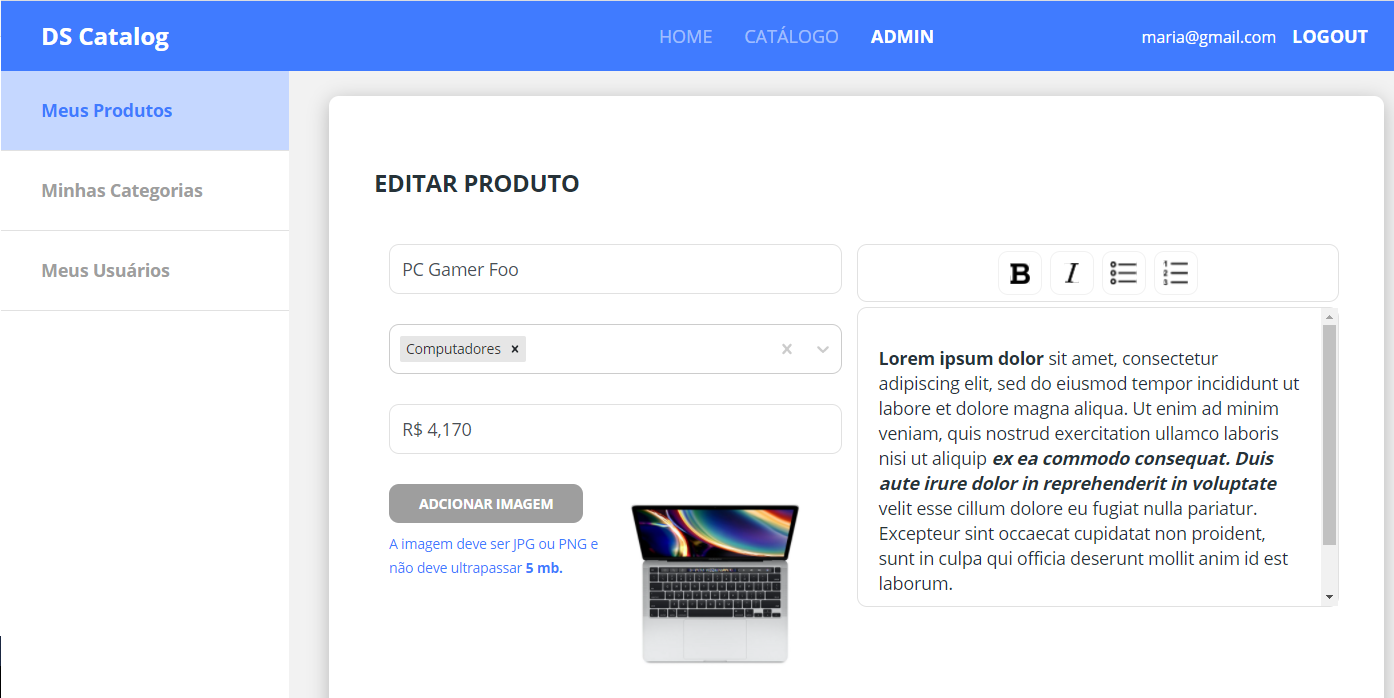 DS Catalog
HOME
CATÁLOGO
ADMIN
maria@gmail.com
LOGOUT
Meus Produtos
Minhas Categorias
Meus Usuários
EDITAR PRODUTO
PC Gamer Foo
Computadores ×
R$ 4,170
ADCIONAR IMAGEM
A imagem deve ser JPG ou PNG e
não deve ultrapassar 5 mb.
B
I
1
2
3
Lorem ipsum dolor sit amet, consectetur
adipiscing elit, sed do eiusmod tempor incididunt ut
labore et dolore magna aliqua. Ut enim ad minim
veniam, quis nostrud exercitation ullamco laboris
nisi ut aliquip ex ea commodo consequat. Duis
aute irure dolor in reprehenderit in voluptate
velit esse cillum dolore eu fugiat nulla pariatur.
Excepteur sint occaecat cupidatat non proident,
sunt in culpa qui officia deserunt mollit anim id est
laborum.